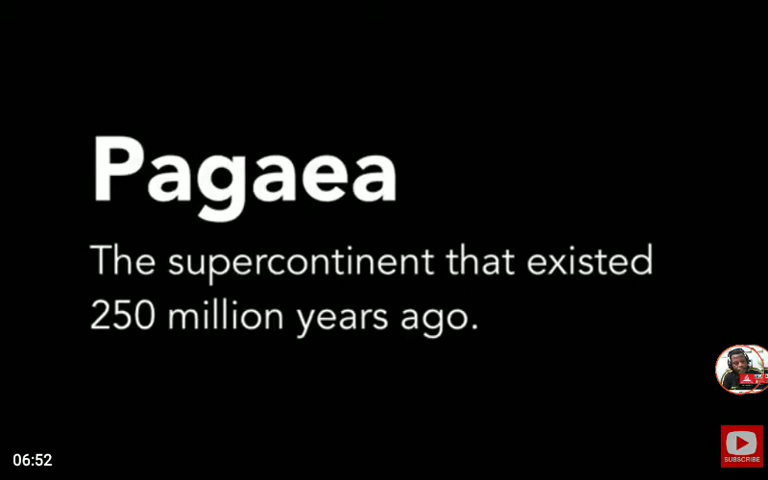 Pagaea
The supercontinent that existed
250 million years ago.
06:52
SUBSCRIBE